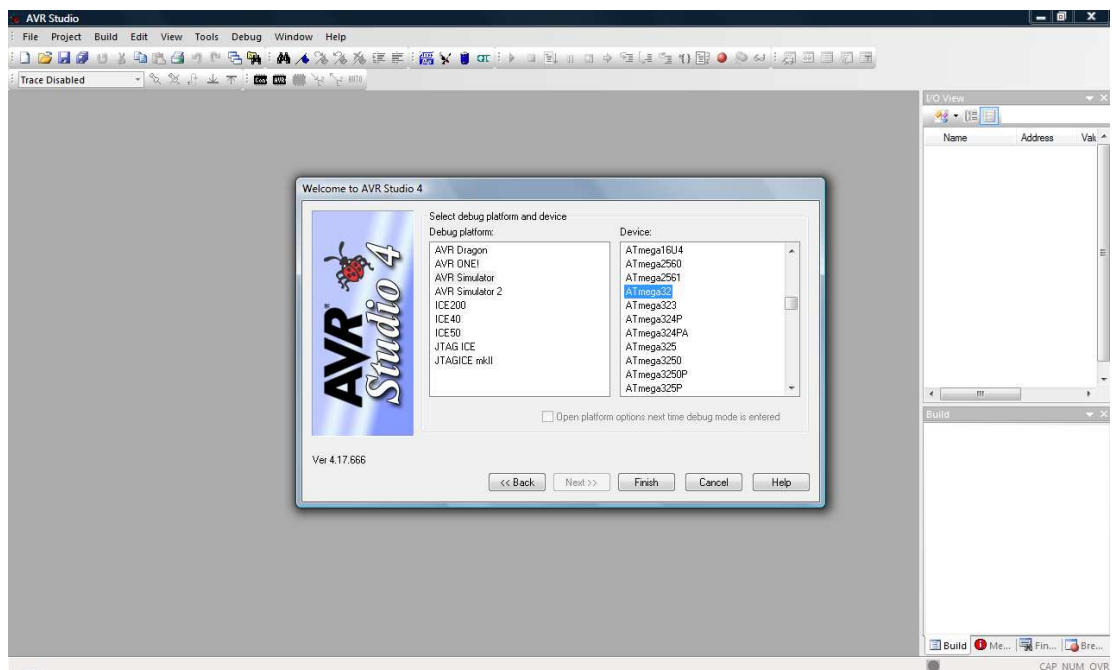 AVR Studio
File Project Build Edit View Tools Debug Window Help
Trace Disabled
I/O View
Name Address Valu
Welcome to AVR Studio 4
AVR Studio 4
Select debug platform and device
Debug platform:
AVR Dragon
AVR ONE!
AVR Simulator
AVR Simulator 2
ICE200
ICE40
ICE50
JTAG ICE
JTAGICE mkII
Device:
ATmega16U4
ATmega2560
ATmega2561
ATmega32
ATmega323
ATmega324P
ATmega324PA
ATmega325
ATmega3250
ATmega3250P
ATmega325P
Open platform options next time debug mode is entered
Ver 4.17.666
<< Back Next >> Finish Cancel Help
Build
Build Me... Fin... Bre...
CAP NUM OVR